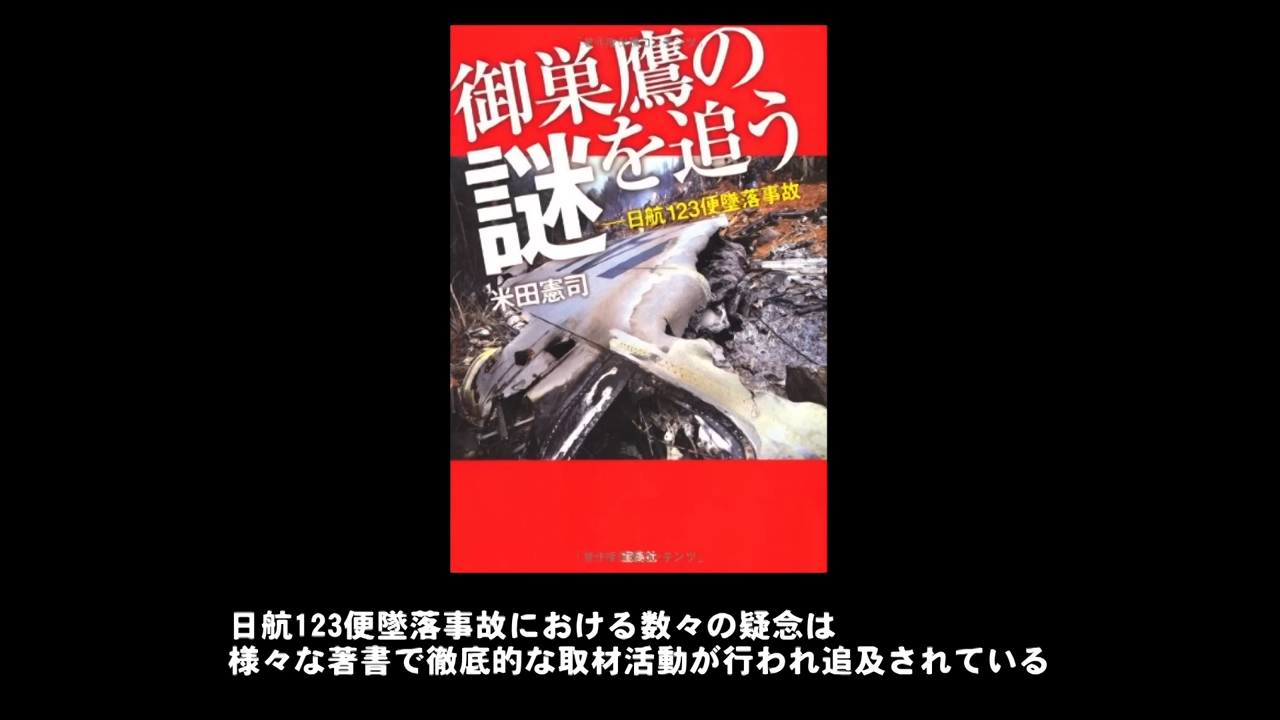 御巣鷹の
謎を追う
―日航123便墜落事故
米田憲司
宝島社
日航123便墜落事故における数々の疑念は
様々な著書で徹底的な取材活動が行われ追及されている